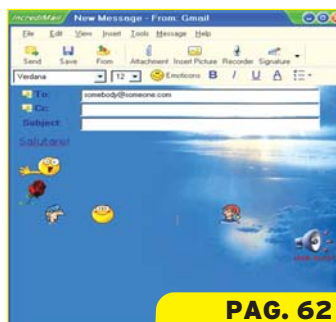 IncrediMail New Message - From: Gmail
File Edit View Insert Tools Message Help
Send Save From Attachment Insert Picture Recorder Signature
Verdana 12 Emoticons B I U A
To: somebody@someone.com
Cc:
Subject:
Salutare!
PAG. 62